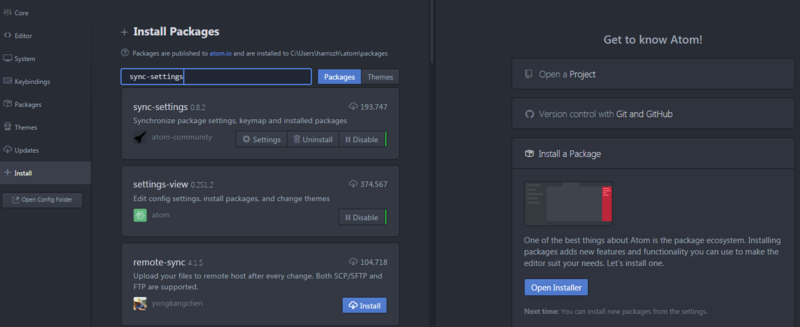 Core
Editor
System
Keybindings
Packages
Themes
Updates
Install
Open Config Folder
Install Packages
Packages are published to atom.io and are installed to C:\Users\harriszh\.atom\packages
sync-settings
Packages
Themes
sync-settings 0.8.2
193,747
Synchronize package settings, keymap and installed packages
atom-community
Settings
Uninstall
Disable
settings-view 0.251.2
374,567
Edit config settings, install packages, and change themes
atom
Disable
remote-sync 4.1.5
104,718
Upload your files to remote host after every change. Both SCP/SFTP and
FTP are supported.
yongkangchen
Install
Get to know Atom!
Open a Project
Version control with Git and GitHub
Install a Package
One of the best things about Atom is the package ecosystem. Installing
packages adds new features and functionality you can use to make the
editor suit your needs. Let's install one.
Open Installer
Next time: You can install new packages from the settings.